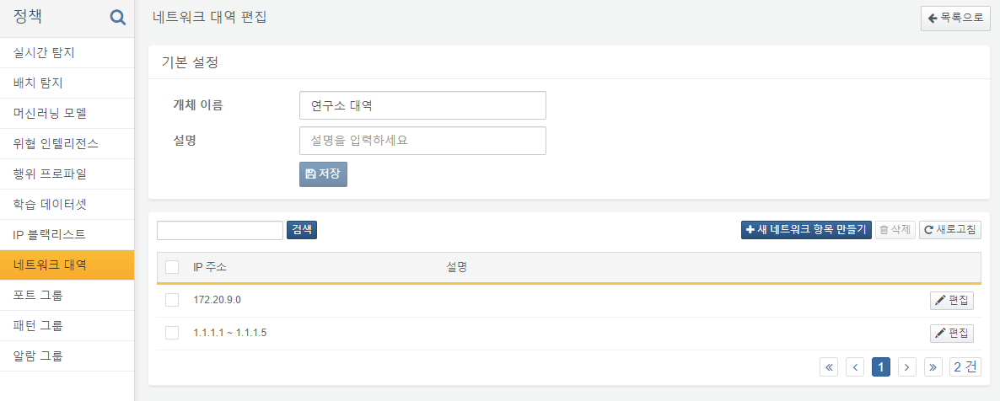 정책
네트워크 대역 편집
목록으로
실시간 탐지
배치 탐지
머신러닝 모델
위협 인텔리전스
행위 프로파일
학습 데이터셋
IP 블랙리스트
네트워크 대역
포트 그룹
패턴 그룹
알람 그룹
기본 설정
개체 이름 연구소 대역
설명 설명을 입력하세요
저장
검색 새 네트워크 항목 만들기 삭제 새로고침
IP 주소 설명
172.20.9.0 편집
1.1.1.1 ~ 1.1.1.5 편집
« < 1 > » 2 건